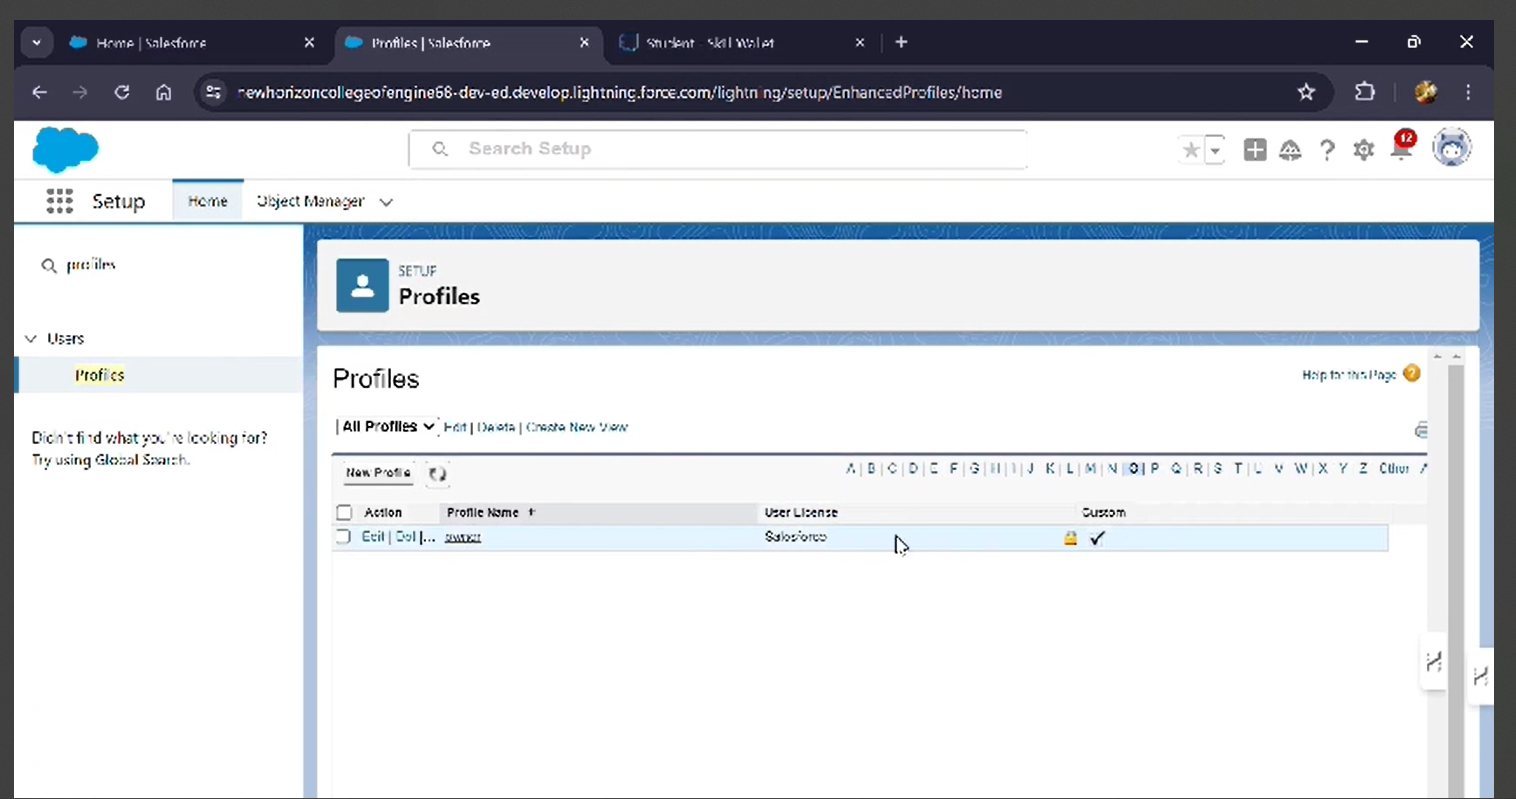 Home | Salesforce
Profiles | Salesforce
Student - Skill Wallet
newhorizoncollegeofengine68-dev-ed.develop.lightning.force.com/lightning/setup/EnhancedProfiles/home
Search Setup
12
Setup
Home
Object Manager
profiles
SETUP
Profiles
Users
Profiles
Didn't find what you're looking for?
Try using Global Search.
Profiles
Help for this Page
All Profiles
Edit | Delete | Create New View
New Profile
A | B | C | D | E F | G | H | I | J K | L | M | N | O | P Q | R | S T | U V W | X Y Z Other
Action
Profile Name
User License
Custom
Edit | Del |...
owner
Salesforce